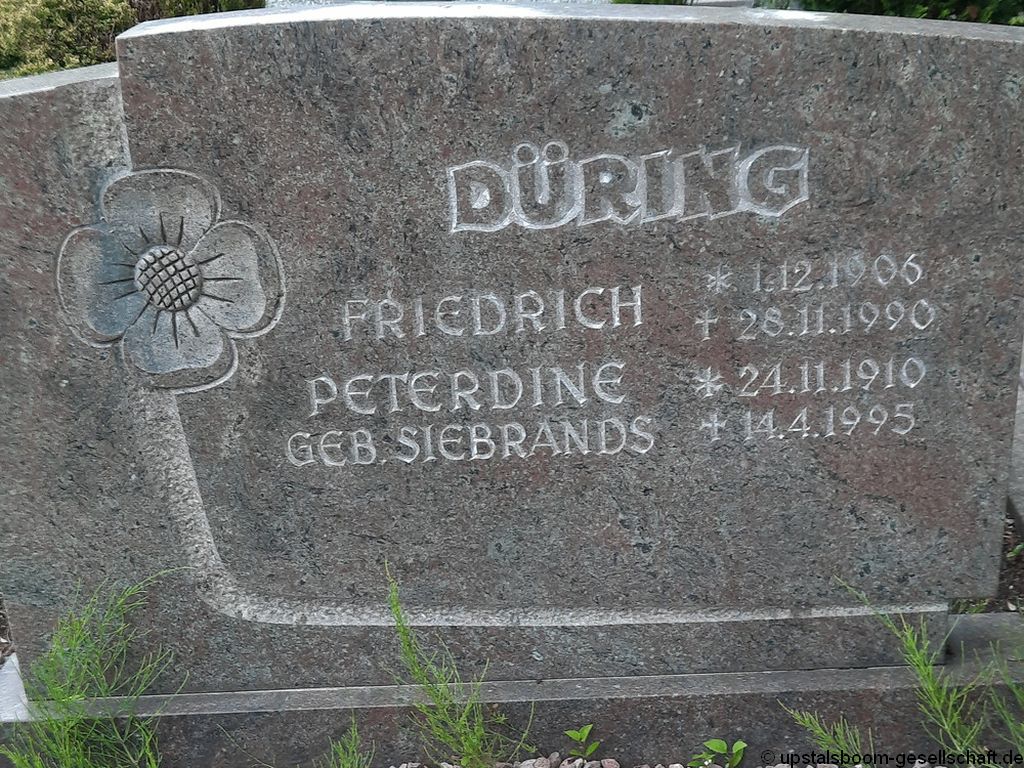 DÜRING
FRIEDRICH * 1.12.1906
† 28.11.1990
PETERDINE * 24.11.1910
GEB. SIEBRANDS † 14.4.1995
© upstalsboom-gesellschaft.de